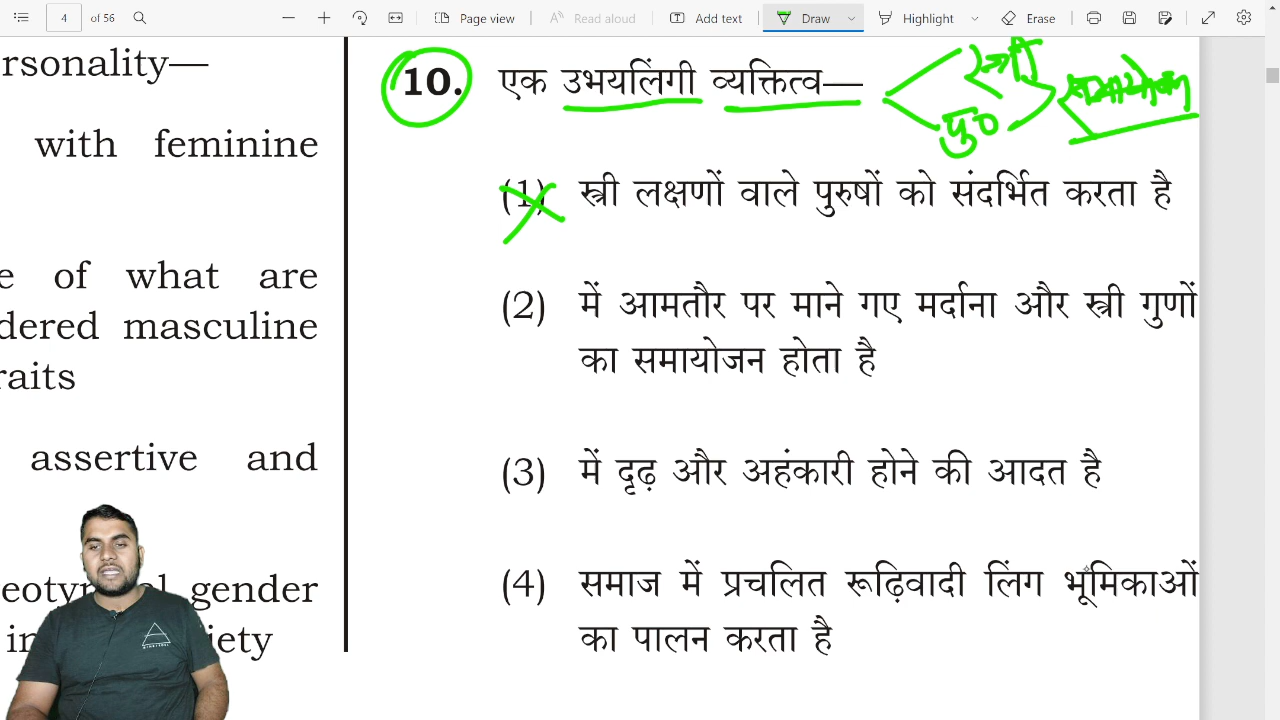 4 of 56 Page view Read aloud Add text Draw Highlight Erase
rsonality—
with feminine
e of what are
dered masculine
raits
assertive and
gender
iety
10. एक उभयलिंगी व्यक्तित्व—
स्त्री
पु०
समायोजन
(1) स्त्री लक्षणों वाले पुरुषों को संदर्भित करता है
(2) में आमतौर पर माने गए मर्दाना और स्त्री गुणों
का समायोजन होता है
(3) में दृढ़ और अहंकारी होने की आदत है
(4) समाज में प्रचलित रूढ़िवादी लिंग भूमिकाओं
का पालन करता है